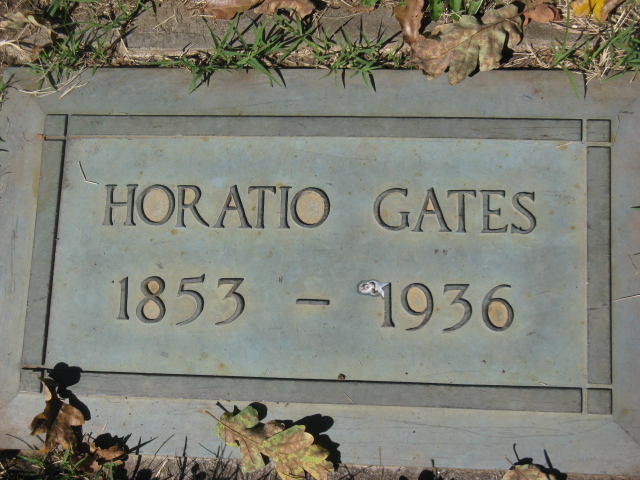 HORATIO GATES
1853 – 1936